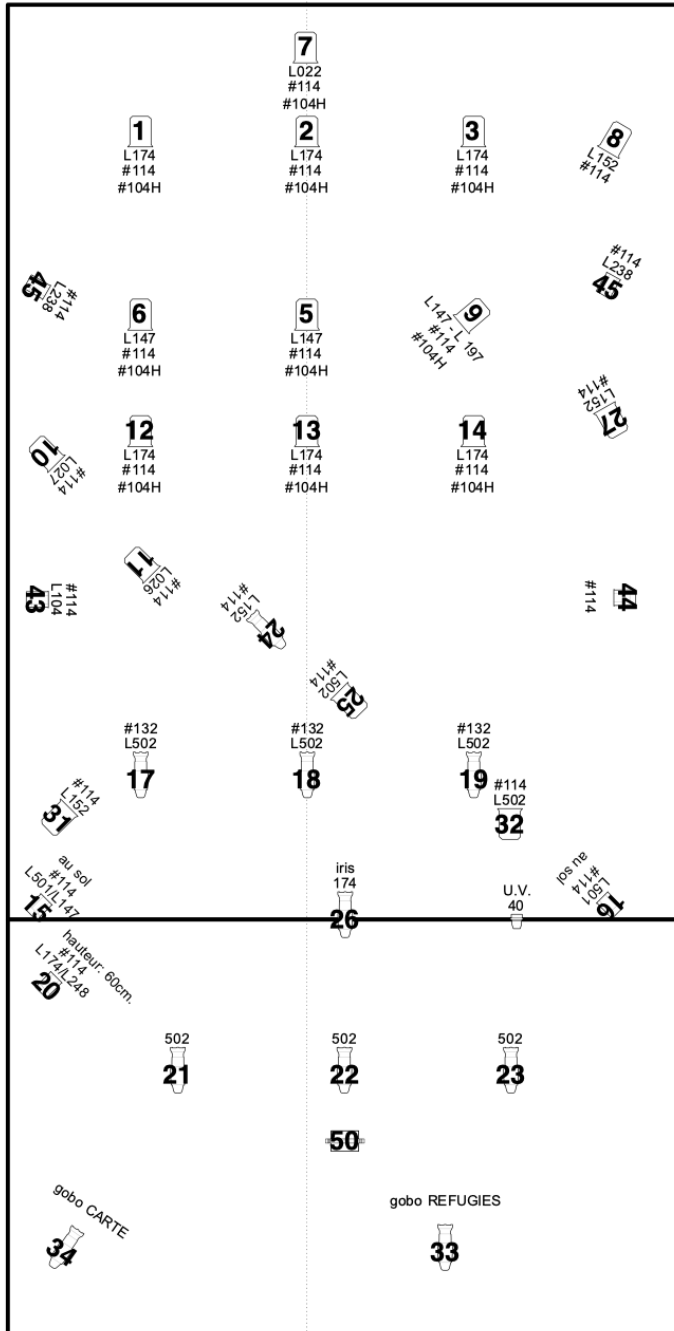 7
L022
#114
#104H
1
L174
#114
#104H
2
L174
#114
#104H
3
L174
#114
#104H
8
L152
#114
45
L238
#114
#114
L238
45
6
L147
#114
#104H
5
L147
#114
#104H
9
L147 - L 197
#114
#104H
#114
L152
27
12
L174
#114
#104H
13
L174
#114
#104H
14
L174
#114
#104H
10
L027
#114
11
L026
#114
43
L104
#114
#114
L152
24
#114
44
#114
L502
25
#132
L502
17
#132
L502
18
#132
L502
19
#114
L152
31
#114
L502
32
au sol
#114
L501/L147
15
iris
174
26
U.V.
40
au sol
#114
L501
16
hauteur: 60cm.
#114
L174/L248
20
502
21
502
22
502
23
50
gobo CARTE
34
gobo REFUGIES
33